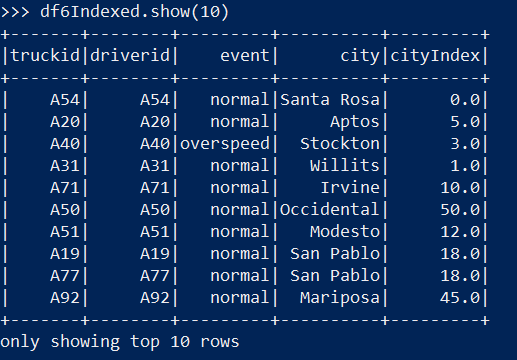 >>> df6Indexed.show(10)
+-------+--------+---------+----------+---------+
|truckid|driverid|    event|      city|cityIndex|
+-------+--------+---------+----------+---------+
|    A54|     A54|   normal|Santa Rosa|      0.0|
|    A20|     A20|   normal|     Aptos|      5.0|
|    A40|     A40|overspeed|  Stockton|      3.0|
|    A31|     A31|   normal|   Willits|      1.0|
|    A71|     A71|   normal|    Irvine|     10.0|
|    A50|     A50|   normal|Occidental|     50.0|
|    A51|     A51|   normal|   Modesto|     12.0|
|    A19|     A19|   normal| San Pablo|     18.0|
|    A77|     A77|   normal| San Pablo|     18.0|
|    A92|     A92|   normal|  Mariposa|     45.0|
+-------+--------+---------+----------+---------+
only showing top 10 rows